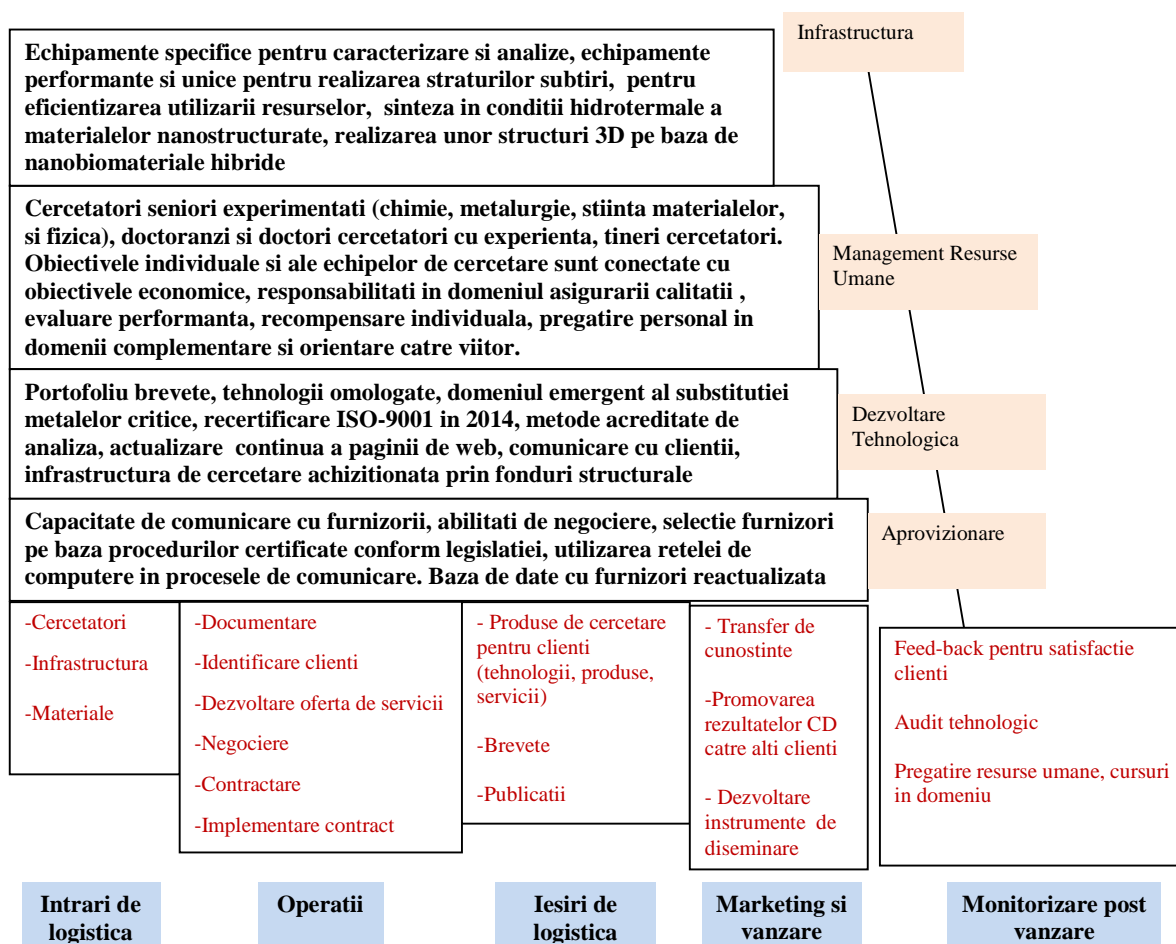 Infrastructura
Echipamente specifice pentru caracterizare si analize, echipamente
performante si unice pentru realizarea straturilor subtiri,  pentru
eficientizarea utilizarii resurselor,  sinteza in conditii hidrotermale a
materialelor nanostructurate, realizarea unor structuri 3D pe baza de
nanobiomateriale hibride
Cercetatori seniori experimentati (chimie, metalurgie, stiinta materialelor,
si fizica), doctoranzi si doctori cercetatori cu experienta, tineri cercetatori.
Obiectivele individuale si ale echipelor de cercetare sunt conectate cu
obiectivele economice, responsabilitati in domeniul asigurarii calitatii ,
evaluare performanta, recompensare individuala, pregatire personal in
domenii complementare si orientare catre viitor.
Management Resurse
Umane
Portofoliu brevete, tehnologii omologate, domeniul emergent al substitutiei
metalelor critice, recertificare ISO-9001 in 2014, metode acreditate de
analiza, actualizare  continua a paginii de web, comunicare cu clientii,
infrastructura de cercetare achizitionata prin fonduri structurale
Dezvoltare
Tehnologica
Capacitate de comunicare cu furnizorii, abilitati de negociere, selectie furnizori
pe baza procedurilor certificate conform legislatiei, utilizarea retelei de
computere in procesele de comunicare. Baza de date cu furnizori reactualizata
Aprovizionare
-Cercetatori
-Infrastructura
-Materiale
-Documentare
-Identificare clienti
-Dezvoltare oferta de servicii
-Negociere
-Contractare
-Implementare contract
- Produse de cercetare
pentru clienti
(tehnologii, produse,
servicii)
-Brevete
-Publicatii
- Transfer de
cunostinte
-Promovarea
rezultatelor CD
catre alti clienti
- Dezvoltare
instrumente  de
diseminare
Feed-back pentru satisfactie
clienti
Audit tehnologic
Pregatire resurse umane, cursuri
in domeniu
Intrari de
logistica
Operatii
Iesiri de
logistica
Marketing si
vanzare
Monitorizare post
vanzare